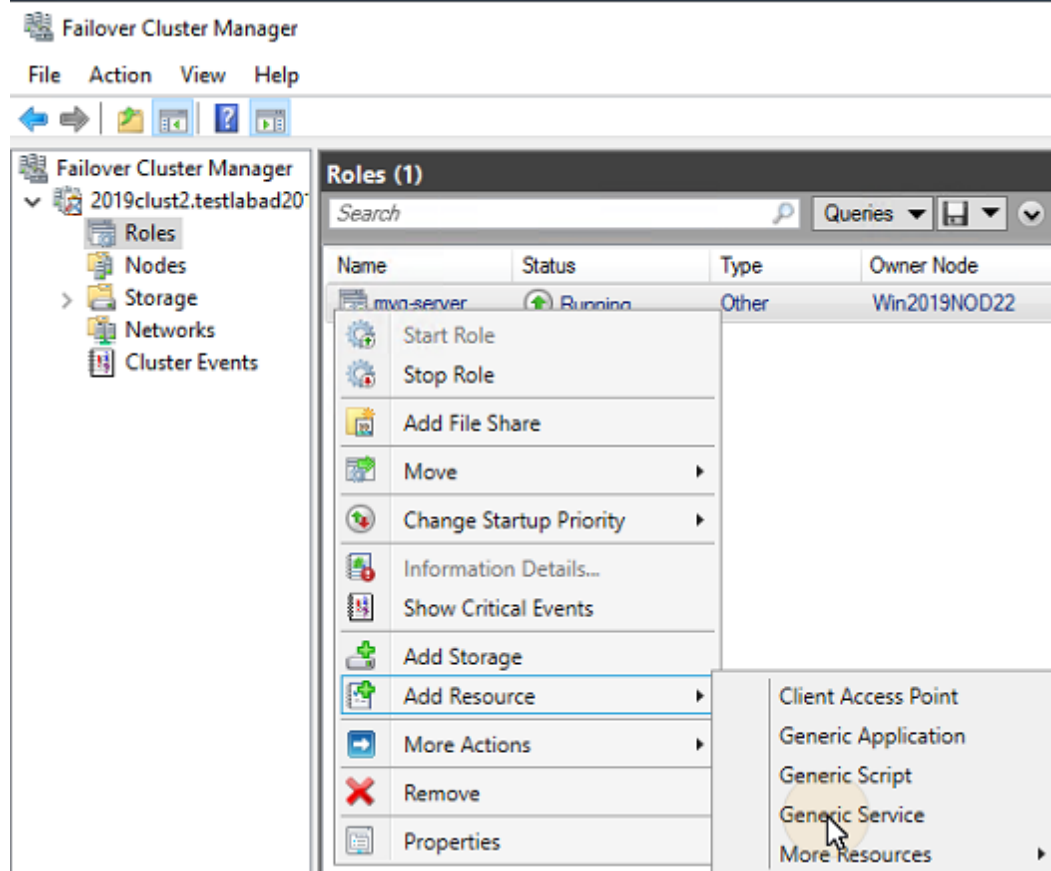 Failover Cluster Manager
File Action View Help
Failover Cluster Manager
2019clust2.testlabad20
Roles
Nodes
Storage
Networks
Cluster Events
Roles (1)
Search Queries
Name Status Type Owner Node
mvq-server Running Other Win2019NOD22
Start Role
Stop Role
Add File Share
Move
Change Startup Priority
Information Details...
Show Critical Events
Add Storage
Add Resource
More Actions
Remove
Properties
Client Access Point
Generic Application
Generic Script
Generic Service
More Resources